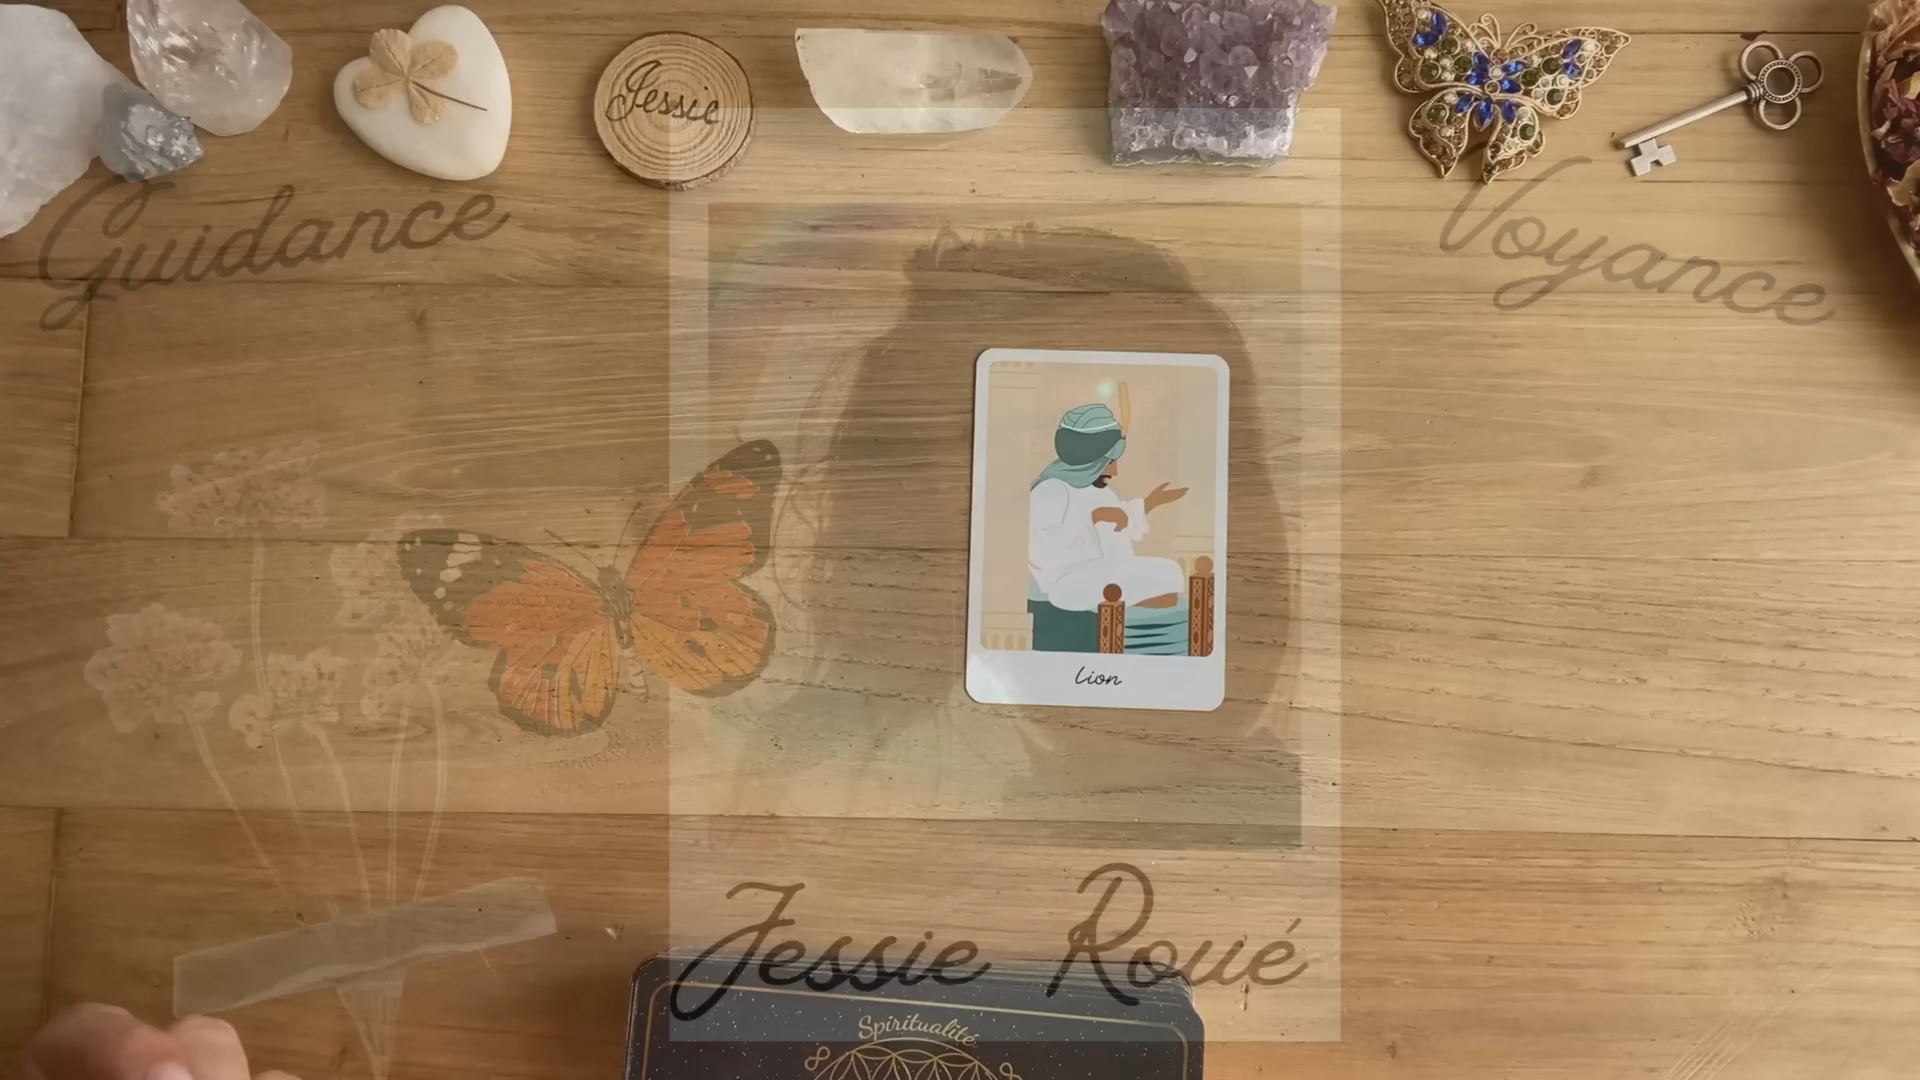 Jessie
Guidance
Voyance
Lion
Jessie Roué
Spiritualité